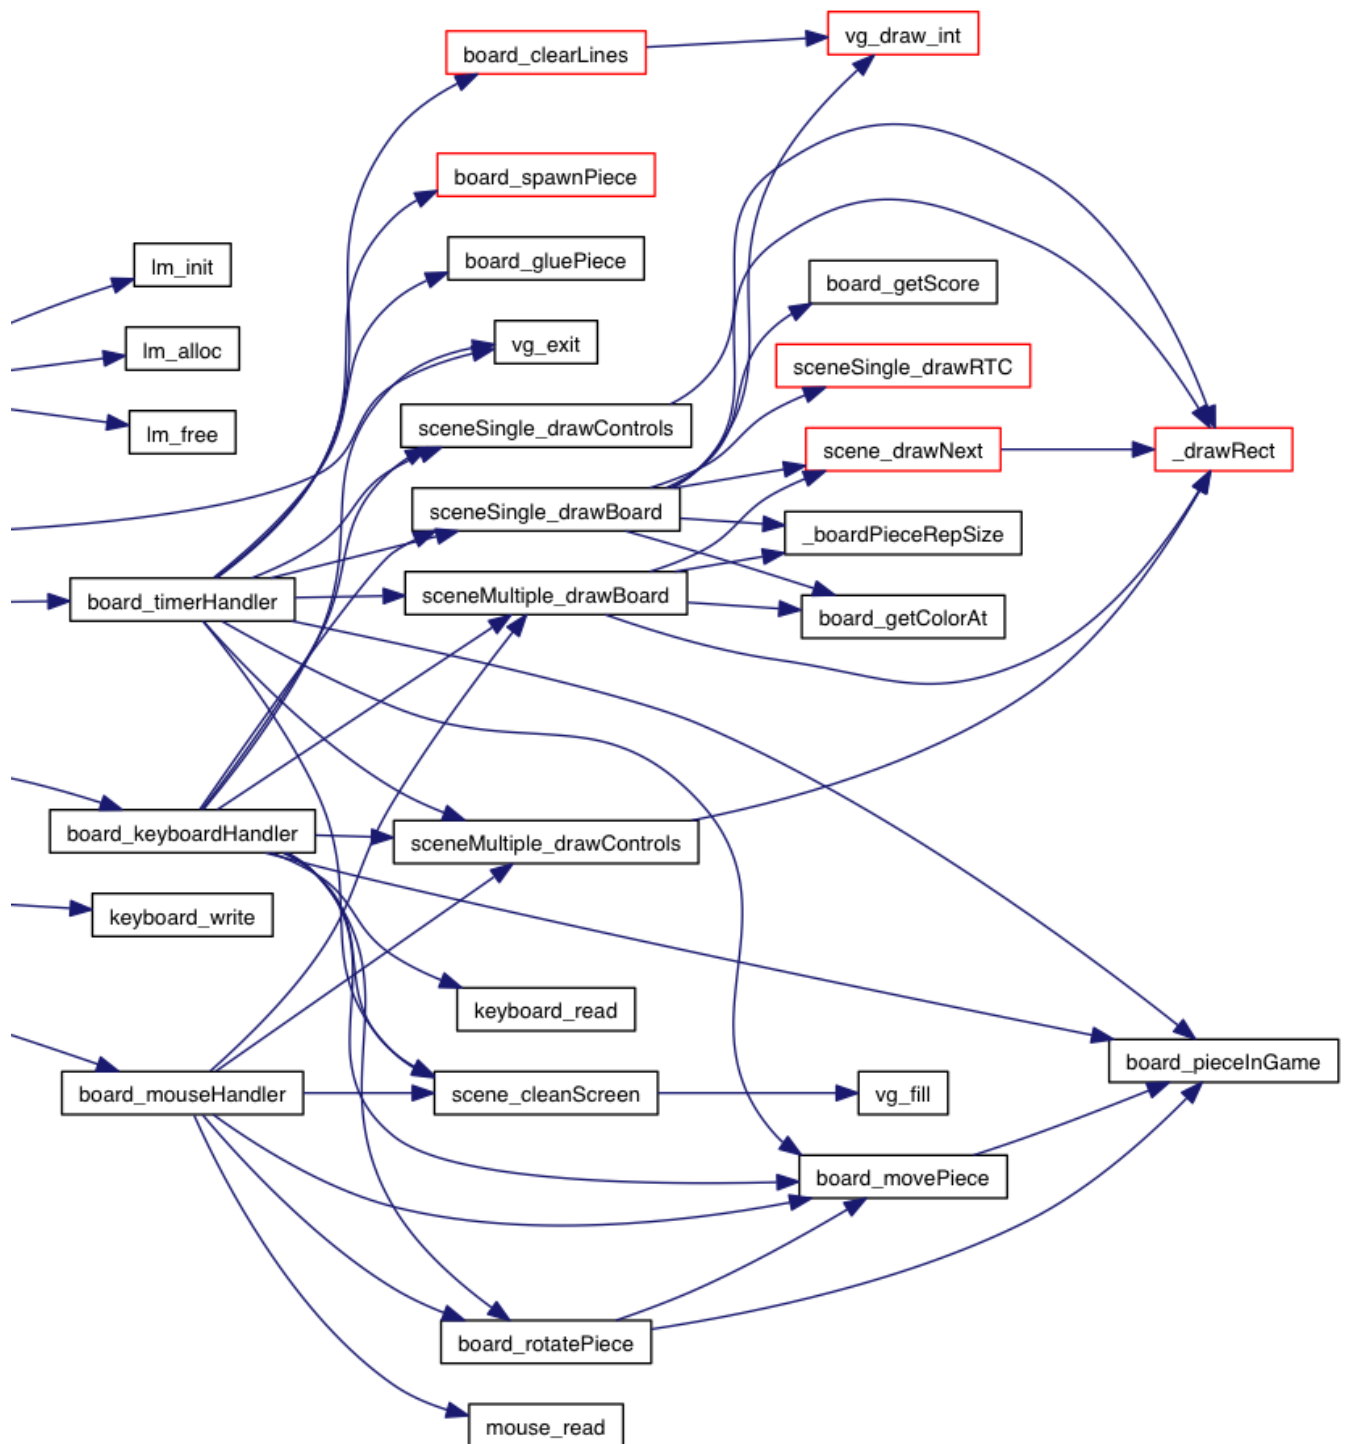 vg_draw_int
board_clearLines
board_spawnPiece
board_gluePiece
lm_init
board_getScore
vg_exit
lm_alloc
sceneSingle_drawRTC
sceneSingle_drawControls
lm_free
scene_drawNext
_drawRect
sceneSingle_drawBoard
_boardPieceRepSize
board_timerHandler
sceneMultiple_drawBoard
board_getColorAt
board_keyboardHandler
sceneMultiple_drawControls
keyboard_write
keyboard_read
board_pieceInGame
board_mouseHandler
scene_cleanScreen
vg_fill
board_movePiece
board_rotatePiece
mouse_read